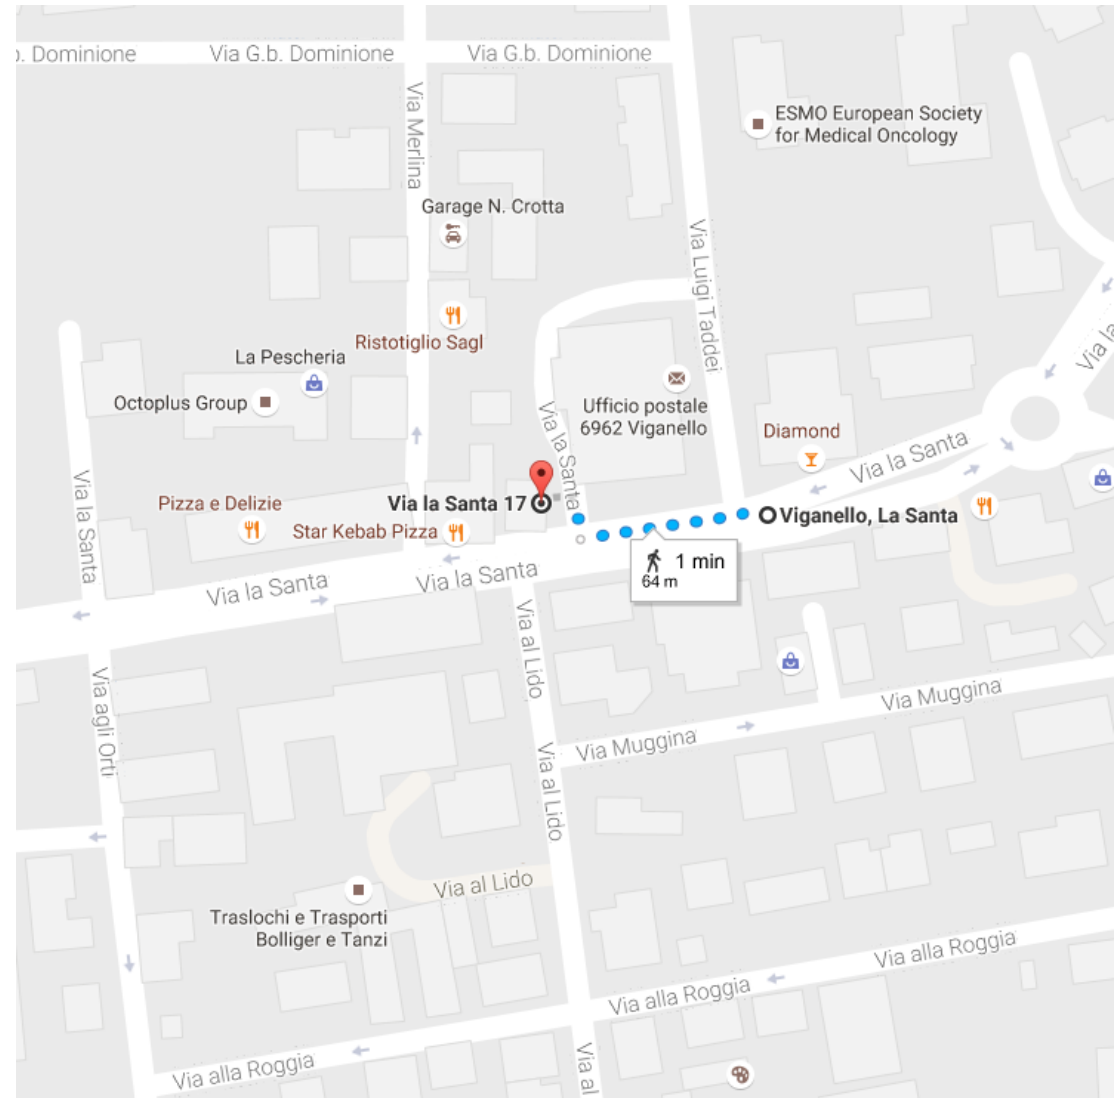 o. Dominione
Via G.b. Dominione
Via G.b. Dominione
Via Merlina
ESMO European Society
for Medical Oncology
Garage N. Crotta
Via Luigi Taddei
Ristotiglio Sagl
La Pescheria
Octoplus Group
Via la
Ufficio postale
6962 Viganello
Via la Santa
Diamond
Via la Santa
Via la Santa
Pizza e Delizie
Via la Santa 17
Star Kebab Pizza
Viganello, La Santa
1 min
64 m
Via la Santa
Via la Santa
Via al Lido
Via agli Orti
Via Muggina
Via Muggina
Via al Lido
Via al Lido
Traslochi e Trasporti
Bolliger e Tanzi
Via alla Roggia
Via alla Roggia
Via alla Roggia
Via al